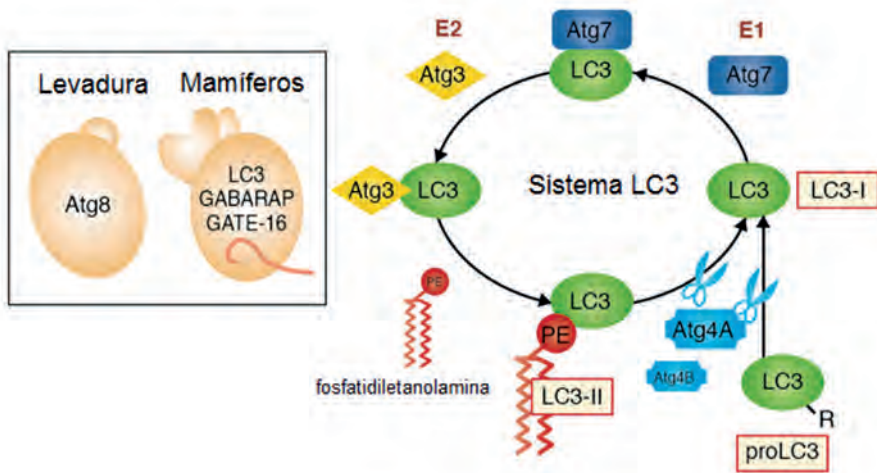 Levadura
Mamíferos
Atg8
LC3
GABARAP
GATE-16
E2
Atg3
Atg7
LC3
E1
Atg7
Atg3
LC3
Sistema LC3
LC3
LC3-I
PE
fosfatidiletanolamina
LC3
PE
LC3-II
Atg4A
Atg4B
LC3
R
proLC3